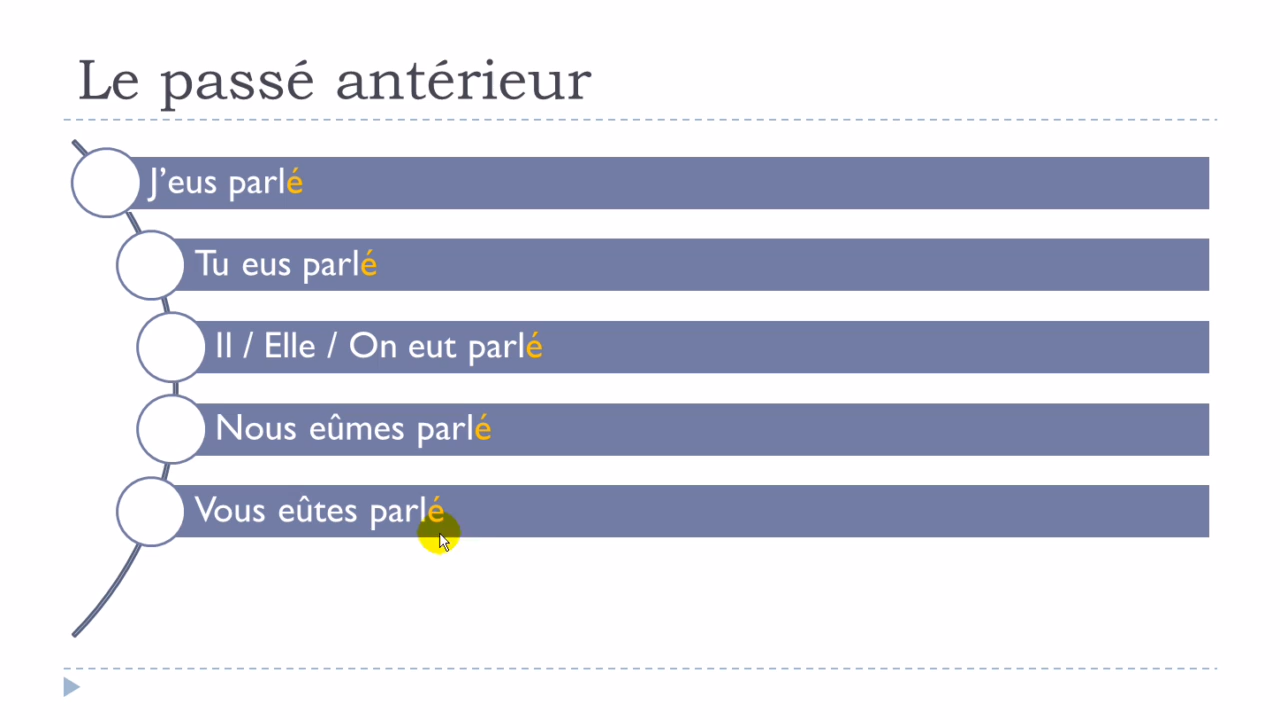 Le passé antérieur
J’eus parlé
Tu eus parlé
Il / Elle / On eut parlé
Nous eûmes parlé
Vous eûtes parlé